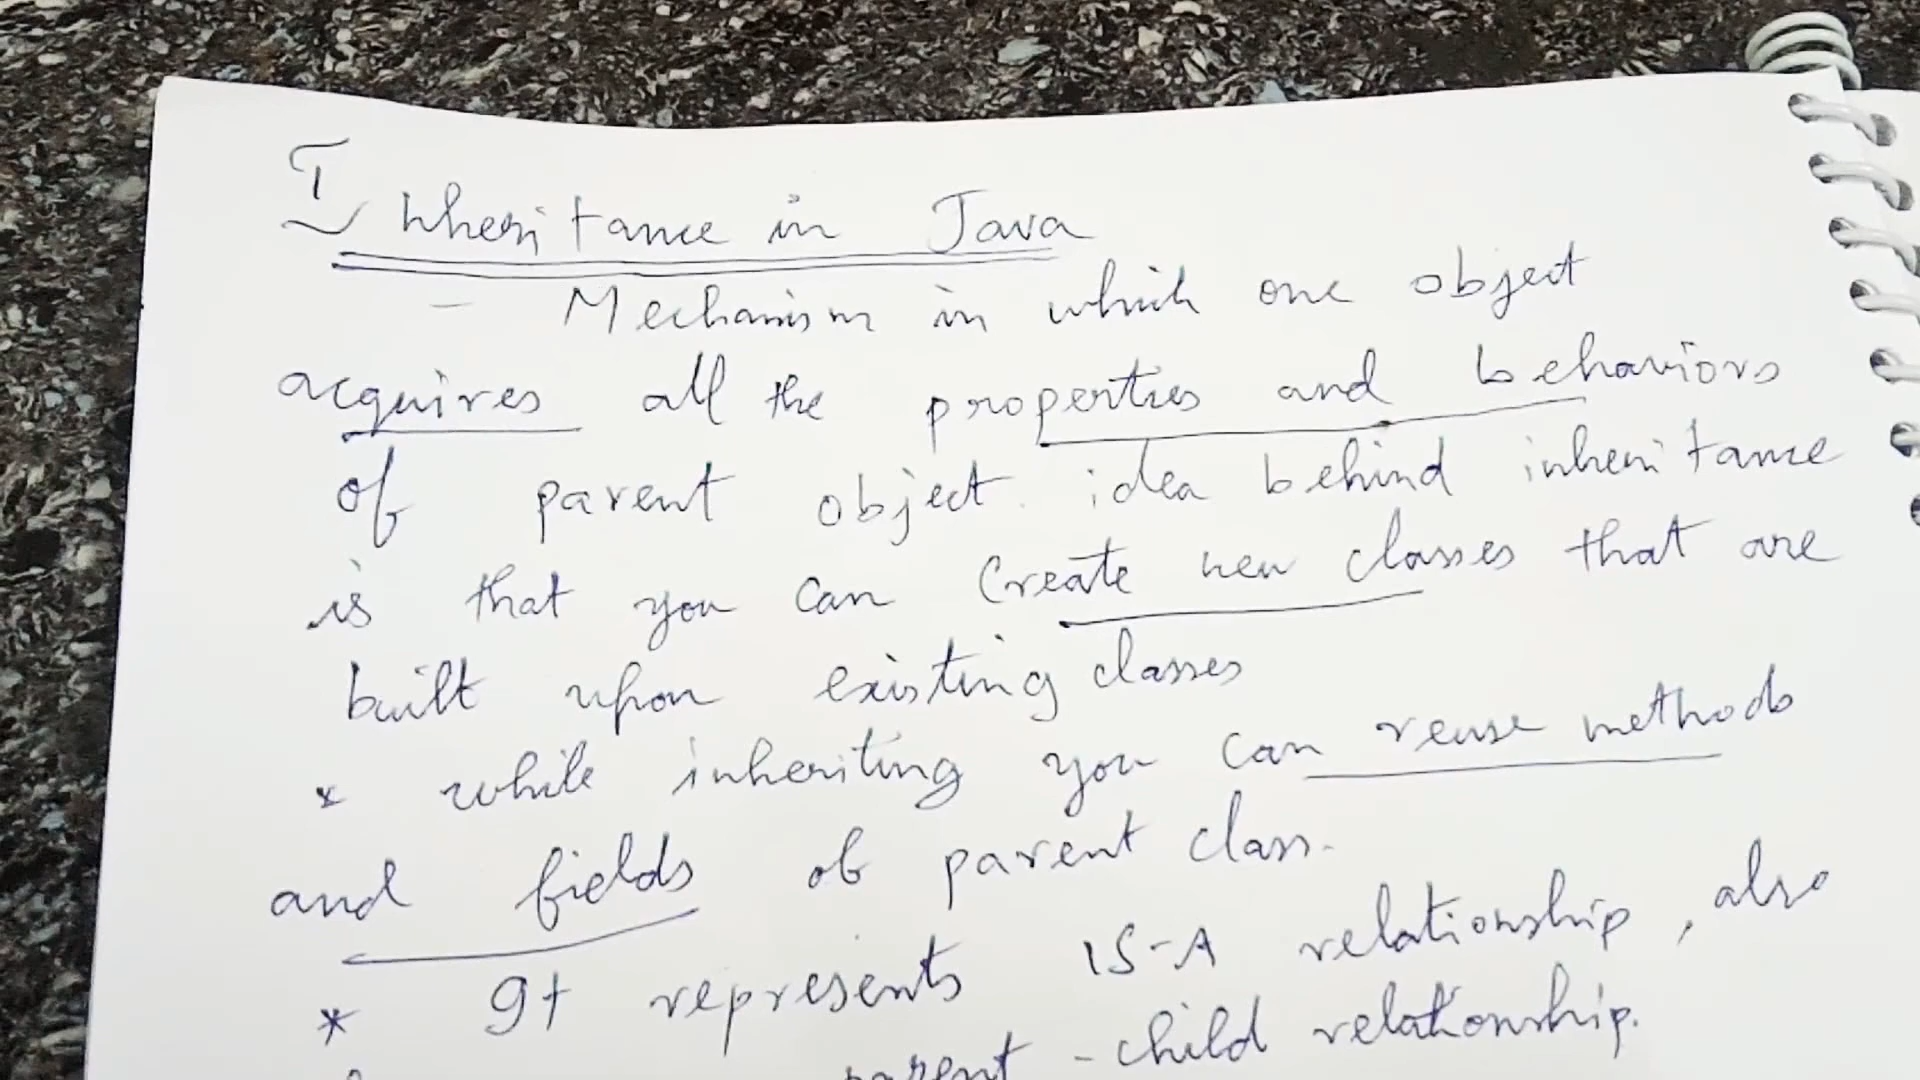 Inheritance in Java
- Mechanism in which one object
acquires all the properties and behaviors
of parent object. idea behind inheritance
is that you can Create new classes that are
built upon existing classes
* while inheriting you can reuse methods
and fields of parent class.
* It represents IS-A relationship, also
parent-child relationship.